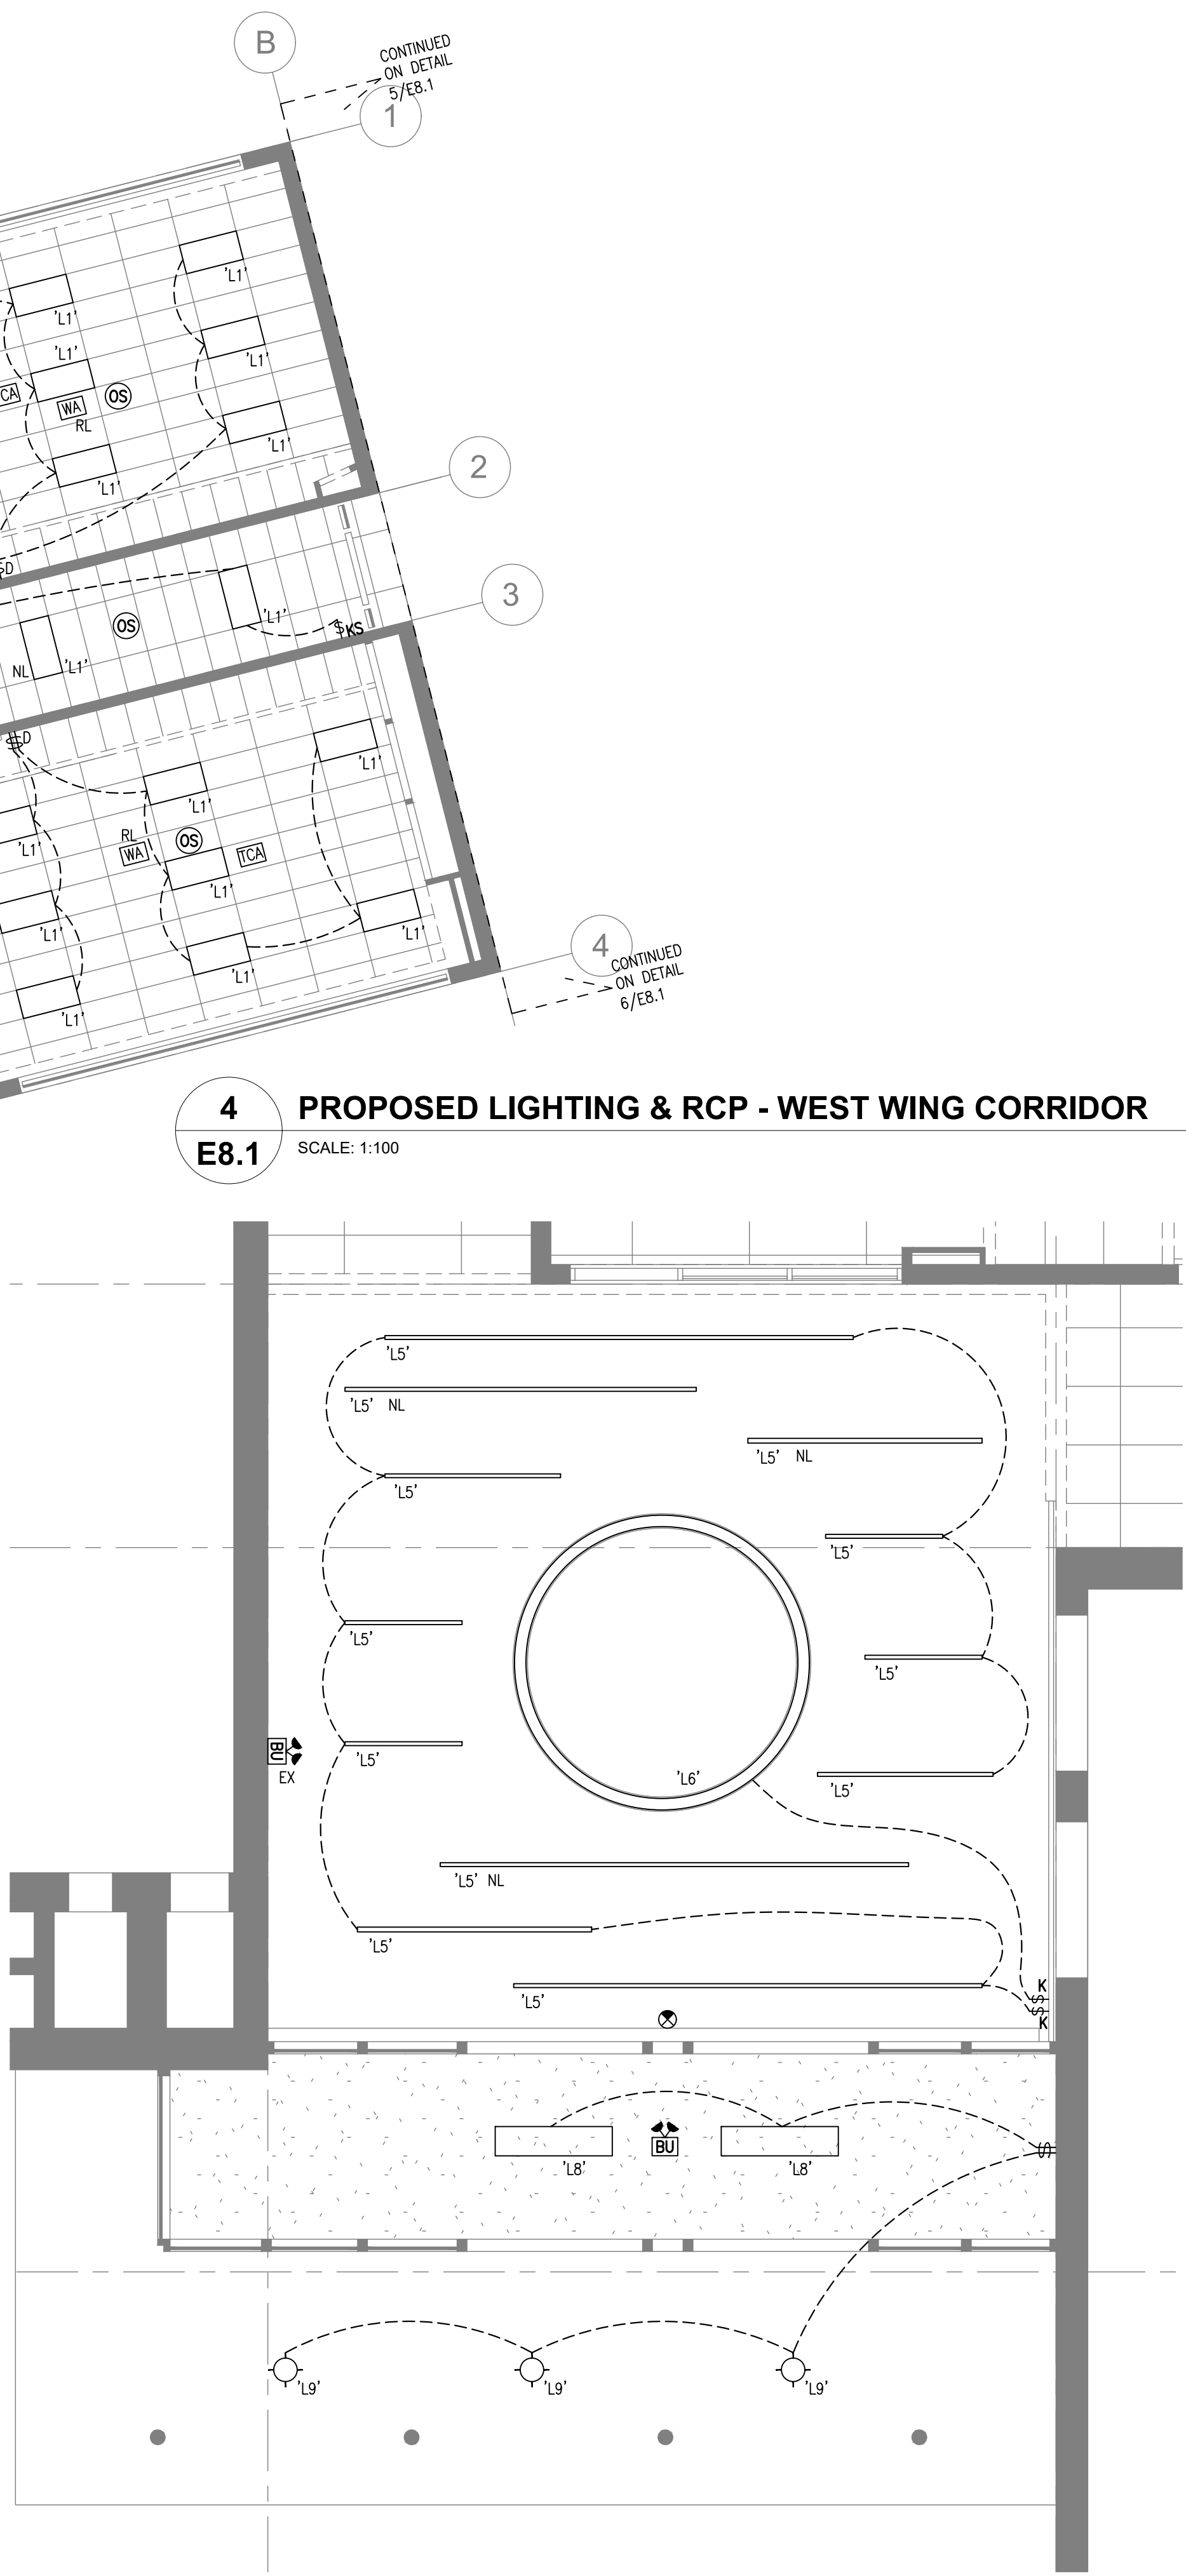 B
CONTINUED
ON DETAIL
5/E8.1
1
'L1'
'L1'
'L1'
'L1'
CA
WA
OS
RL
'L1'
'L1'
2
$D
'L1'
OS
$KS
3
NL
'L1'
$D
'L1'
'L1'
RL
OS
WA
TCA
'L1'
'L1'
'L1'
'L1'
'L1'
'L1'
4
CONTINUED
ON DETAIL
6/E8.1
4
E8.1
PROPOSED LIGHTING & RCP - WEST WING CORRIDOR
SCALE: 1:100
'L5'
'L5' NL
'L5' NL
'L5'
'L5'
'L5'
'L5'
BU
EX
'L5'
'L6'
'L5'
'L5' NL
'L5'
K
$
'L5'
$
K
BU
$
'L8'
'L8'
'L9'
'L9'
'L9'